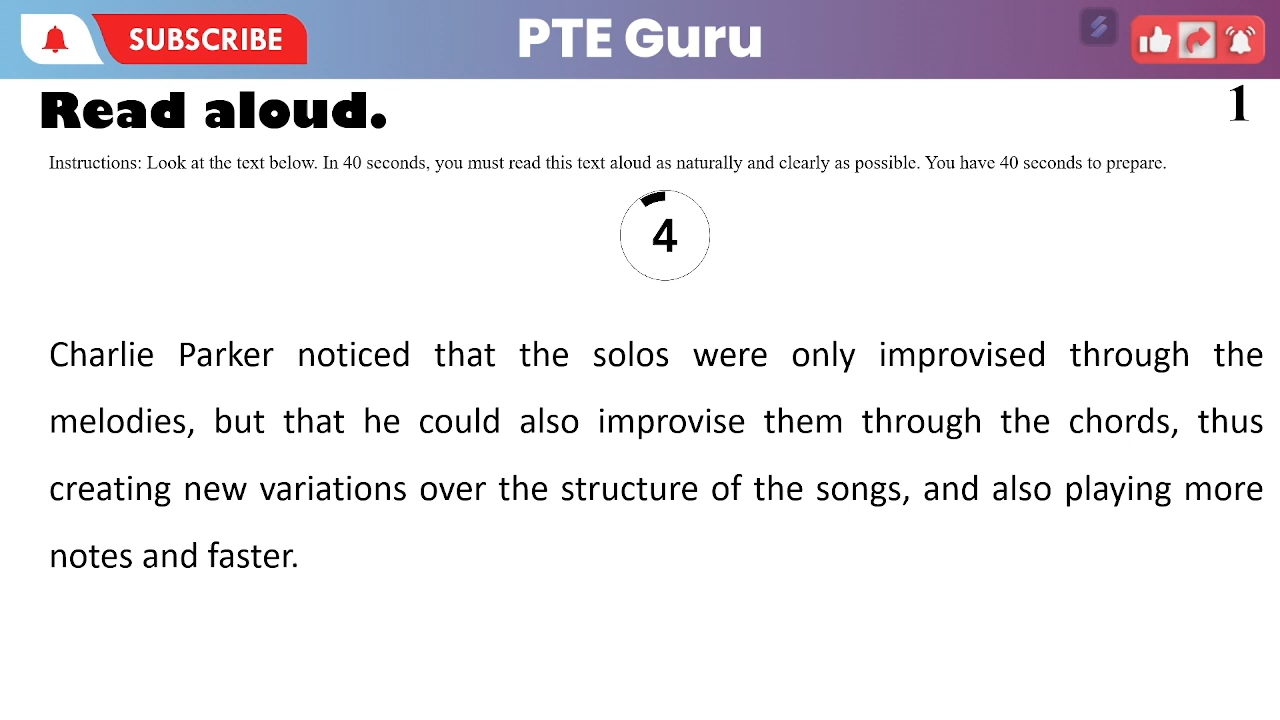 SUBSCRIBE
PTE Guru
Read aloud.
1
Instructions: Look at the text below. In 40 seconds, you must read this text aloud as naturally and clearly as possible. You have 40 seconds to prepare.
4
Charlie Parker noticed that the solos were only improvised through the
melodies, but that he could also improvise them through the chords, thus
creating new variations over the structure of the songs, and also playing more
notes and faster.